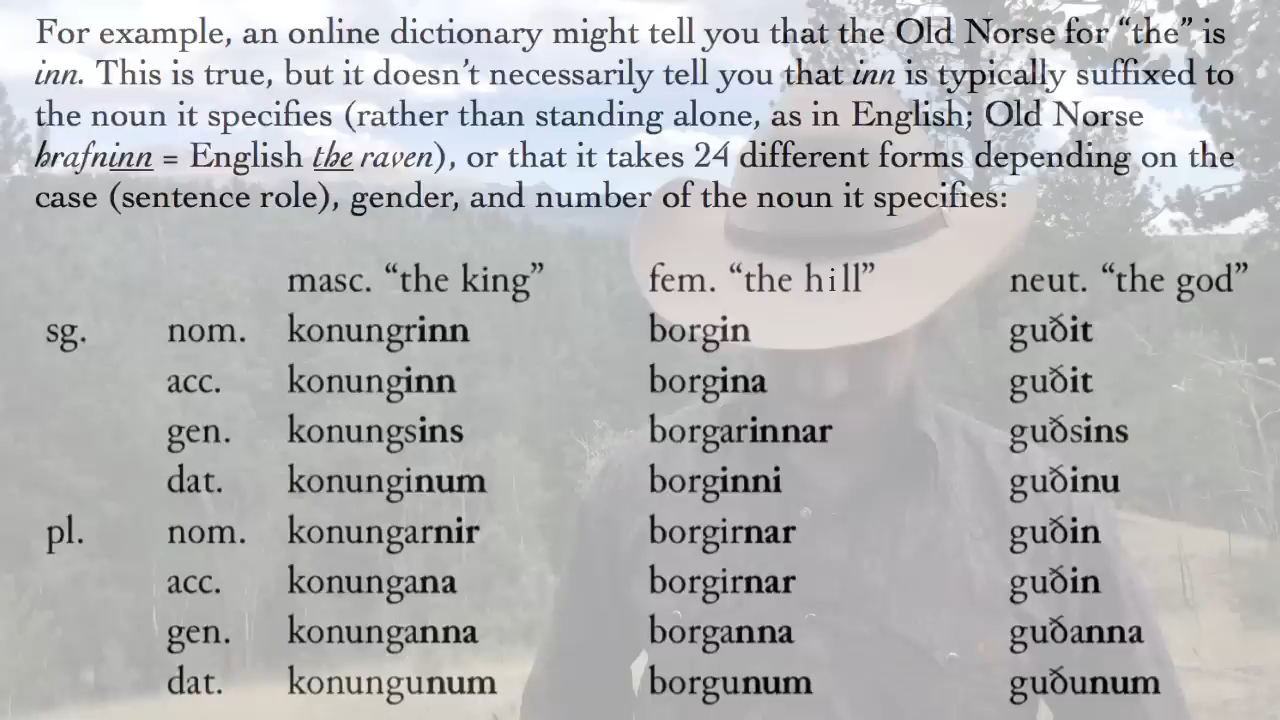 For example, an online dictionary might tell you that the Old Norse for “the” is
inn. This is true, but it doesn’t necessarily tell you that inn is typically suffixed to
the noun it specifies (rather than standing alone, as in English; Old Norse
hrafninn = English the raven), or that it takes 24 different forms depending on the
case (sentence role), gender, and number of the noun it specifies:
masc. “the king” fem. “the hill” neut. “the god”
sg. nom. konungrinn borgin guðit
acc. konunginn borgina guðit
gen. konungsins borgarinnar guðsins
dat. konunginum borginni guðinu
pl. nom. konungarnir borgirnar guðin
acc. konungana borgirnar guðin
gen. konunganna borganna guðanna
dat. konungunum borgunum guðunum